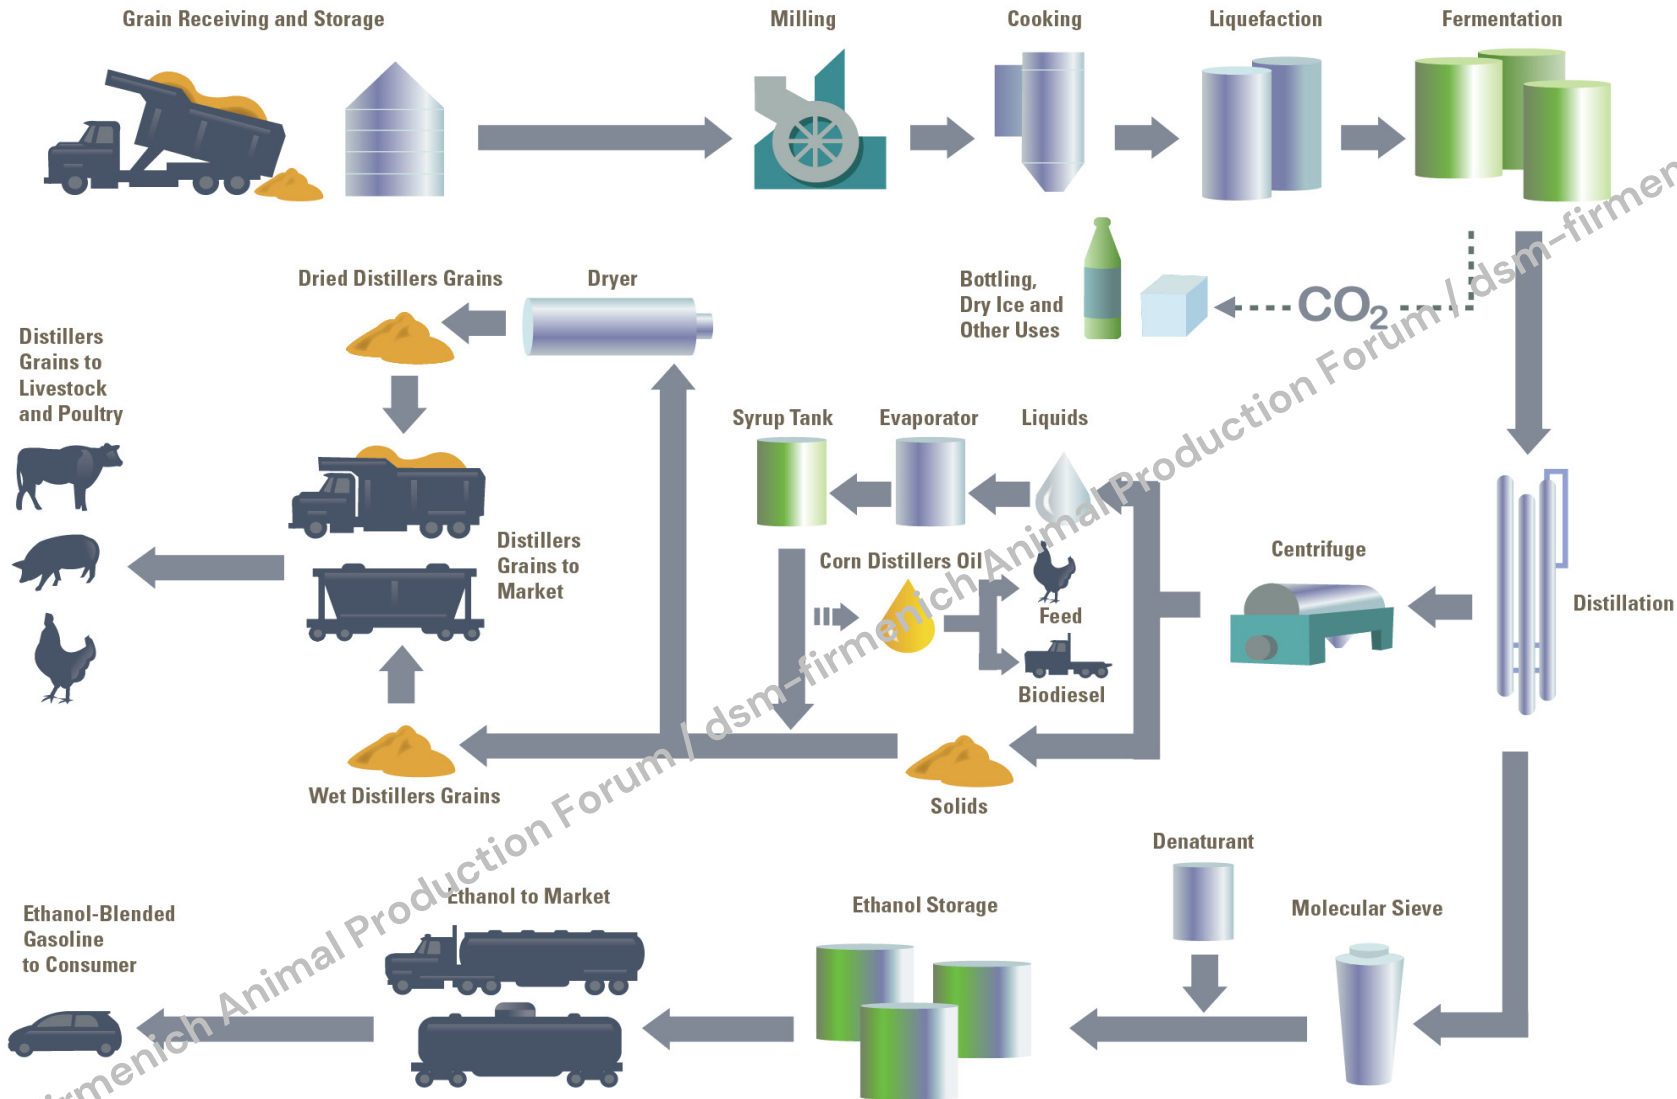 Grain Receiving and Storage
Milling
Cooking
Liquefaction
Fermentation
Dried Distillers Grains
Dryer
Bottling,
Dry Ice and
Other Uses
CO2
Distillers
Grains to
Livestock
and Poultry
Syrup Tank
Evaporator
Liquids
Distillers
Grains to
Market
Corn Distillers Oil
Feed
Biodiesel
Centrifuge
Distillation
Wet Distillers Grains
Solids
Denaturant
Ethanol-Blended
Gasoline
to Consumer
Ethanol to Market
Ethanol Storage
Molecular Sieve
firmenich Animal Production Forum / dsm-firmenich Animal Production Forum / dsm-firmen